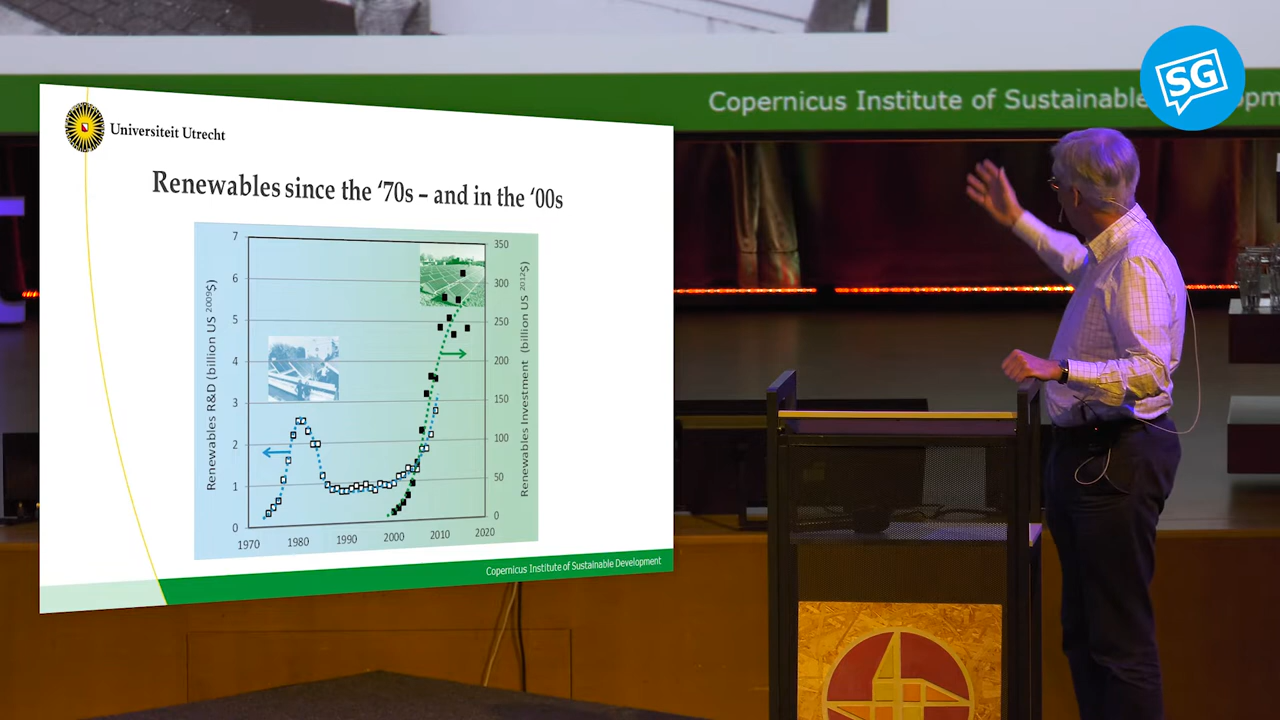 Copernicus Institute of Sustainable
SG
Universiteit Utrecht
Renewables since the ‘70s – and in the ‘00s
7
6
5
4
3
2
1
0
Renewables R&D (billion US 2009$)
350
300
250
200
150
100
50
0
Renewables Investment (billion US 2012$)
1970 1980 1990 2000 2010 2020
Copernicus Institute of Sustainable Development